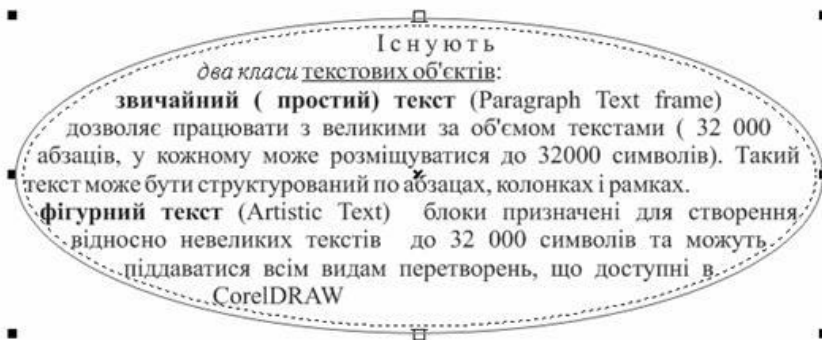 Існують
два класи текстових об'єктів:
звичайний ( простий) текст (Paragraph Text frame)
дозволяє працювати з великими за об'ємом текстами ( 32 000
абзаців, у кожному може розміщуватися до 32000 символів). Такий
текст може бути структурований по абзацах, колонках і рамках.
фігурний текст (Artistic Text) блоки призначені для створення
відносно невеликих текстів до 32 000 символів та можуть
піддаватися всім видам перетворень, що доступні в
CorelDRAW